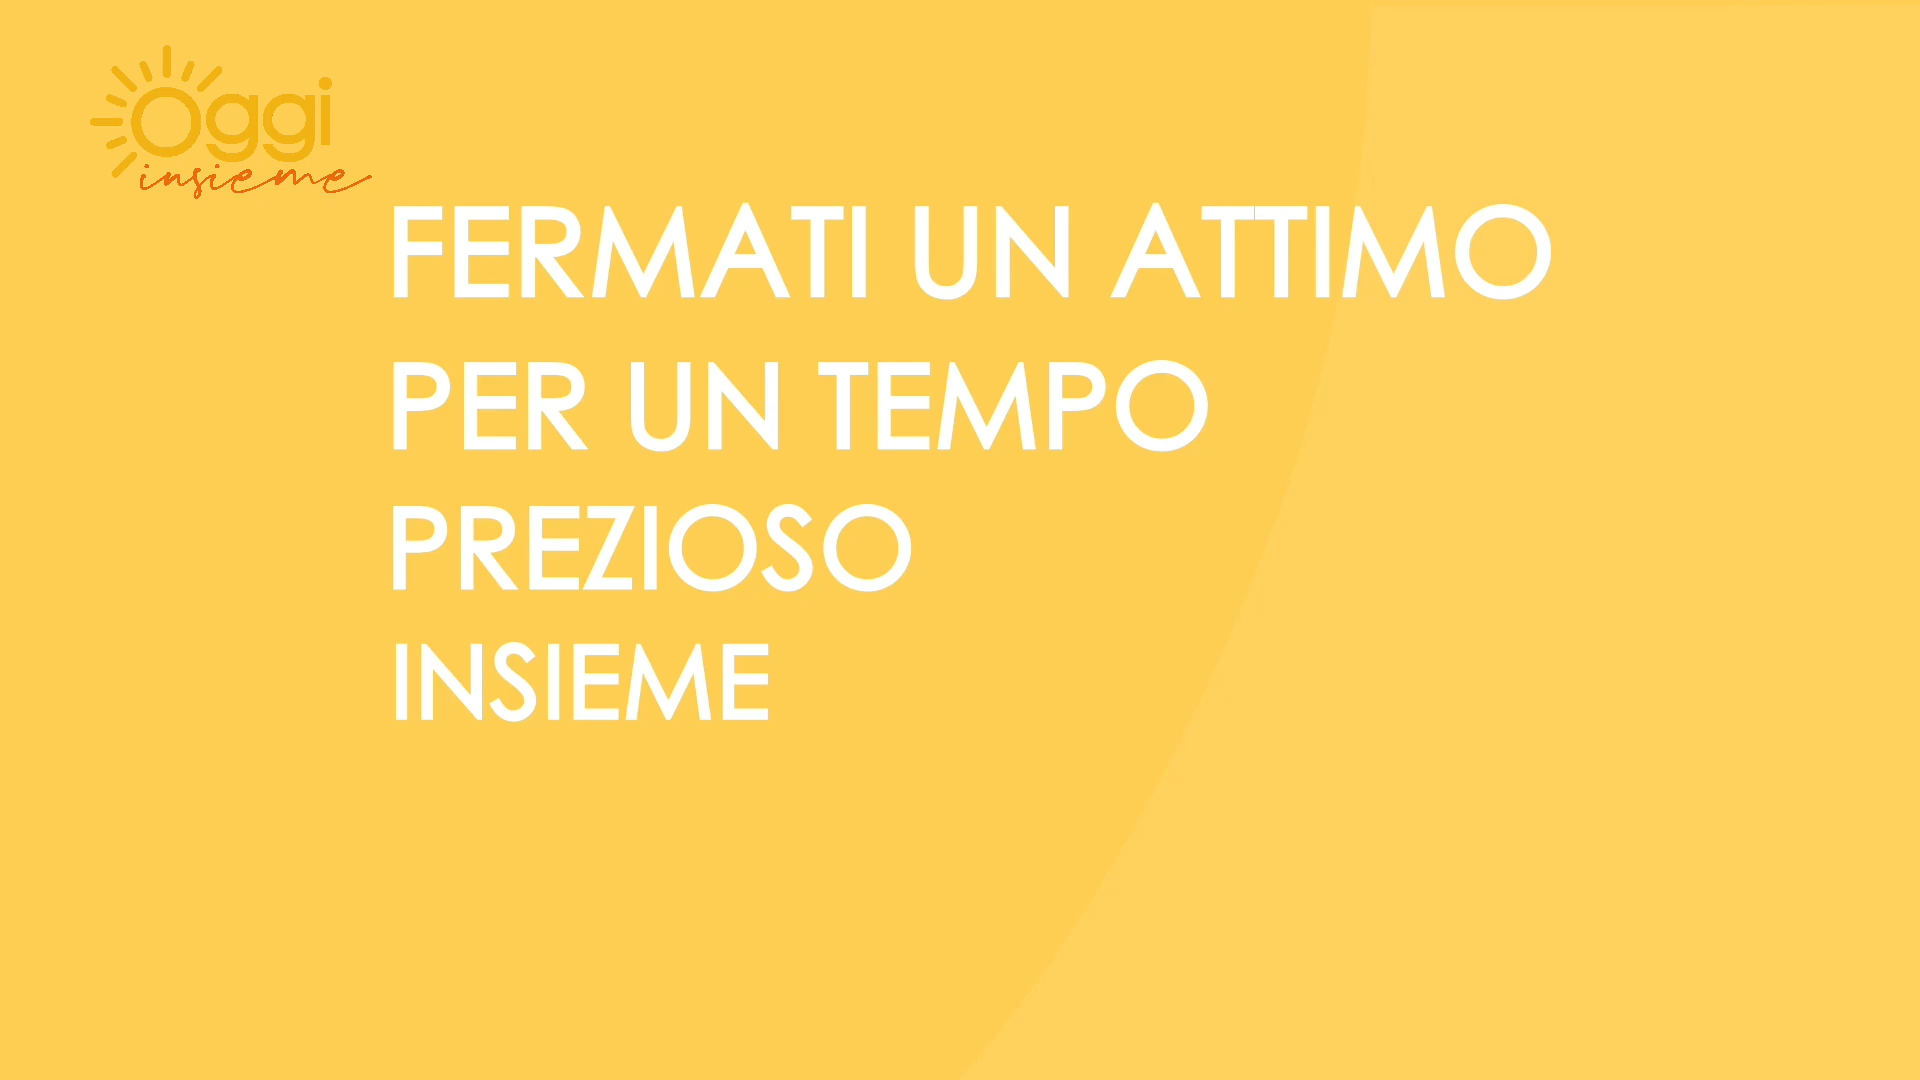 Oggi
insieme
FERMATI UN ATTIMO
PER UN TEMPO
PREZIOSO
INSIEME